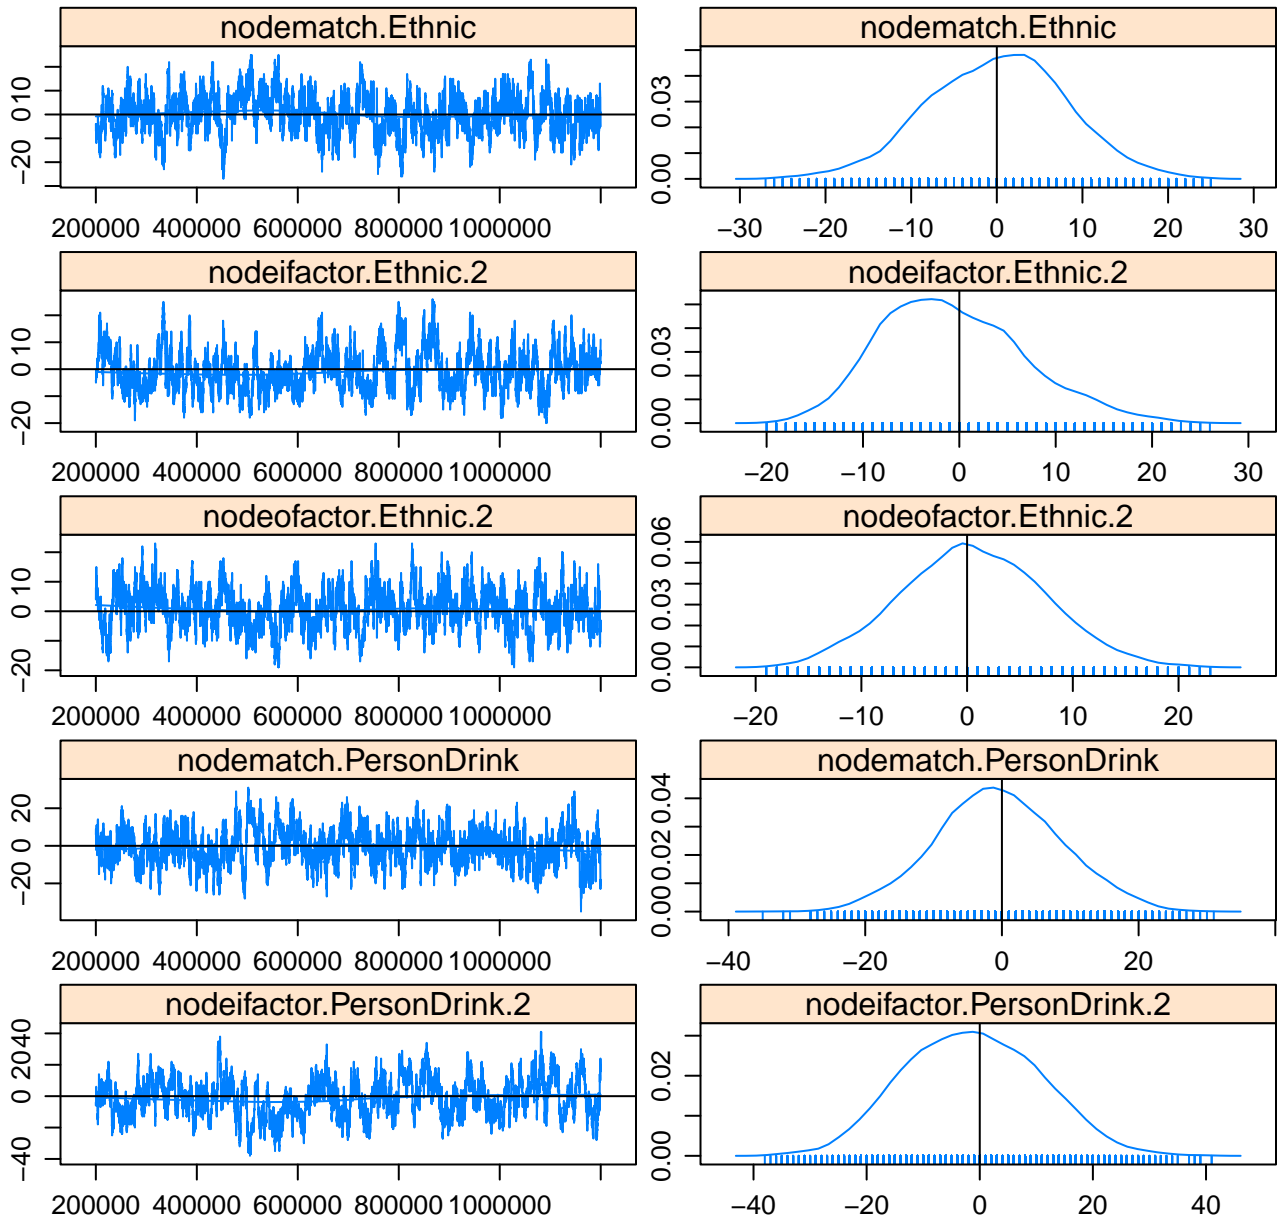 nodematch.Ethnic
nodematch.Ethnic
−20 0 10
0.00 0.03
200000 400000 600000 800000 1000000
−30 −20 −10 0 10 20 30
nodeifactor.Ethnic.2
nodeifactor.Ethnic.2
−20 0 10
0.00 0.03
200000 400000 600000 800000 1000000
−20 −10 0 10 20 30
nodeofactor.Ethnic.2
nodeofactor.Ethnic.2
−20 0 10
0.00 0.03 0.06
200000 400000 600000 800000 1000000
−20 −10 0 10 20
nodematch.PersonDrink
nodematch.PersonDrink
−20 0 20
0.00 0.02 0.04
200000 400000 600000 800000 1000000
−40 −20 0 20
nodeifactor.PersonDrink.2
nodeifactor.PersonDrink.2
−40 0 20 40
0.00 0.02
200000 400000 600000 800000 1000000
−40 −20 0 20 40